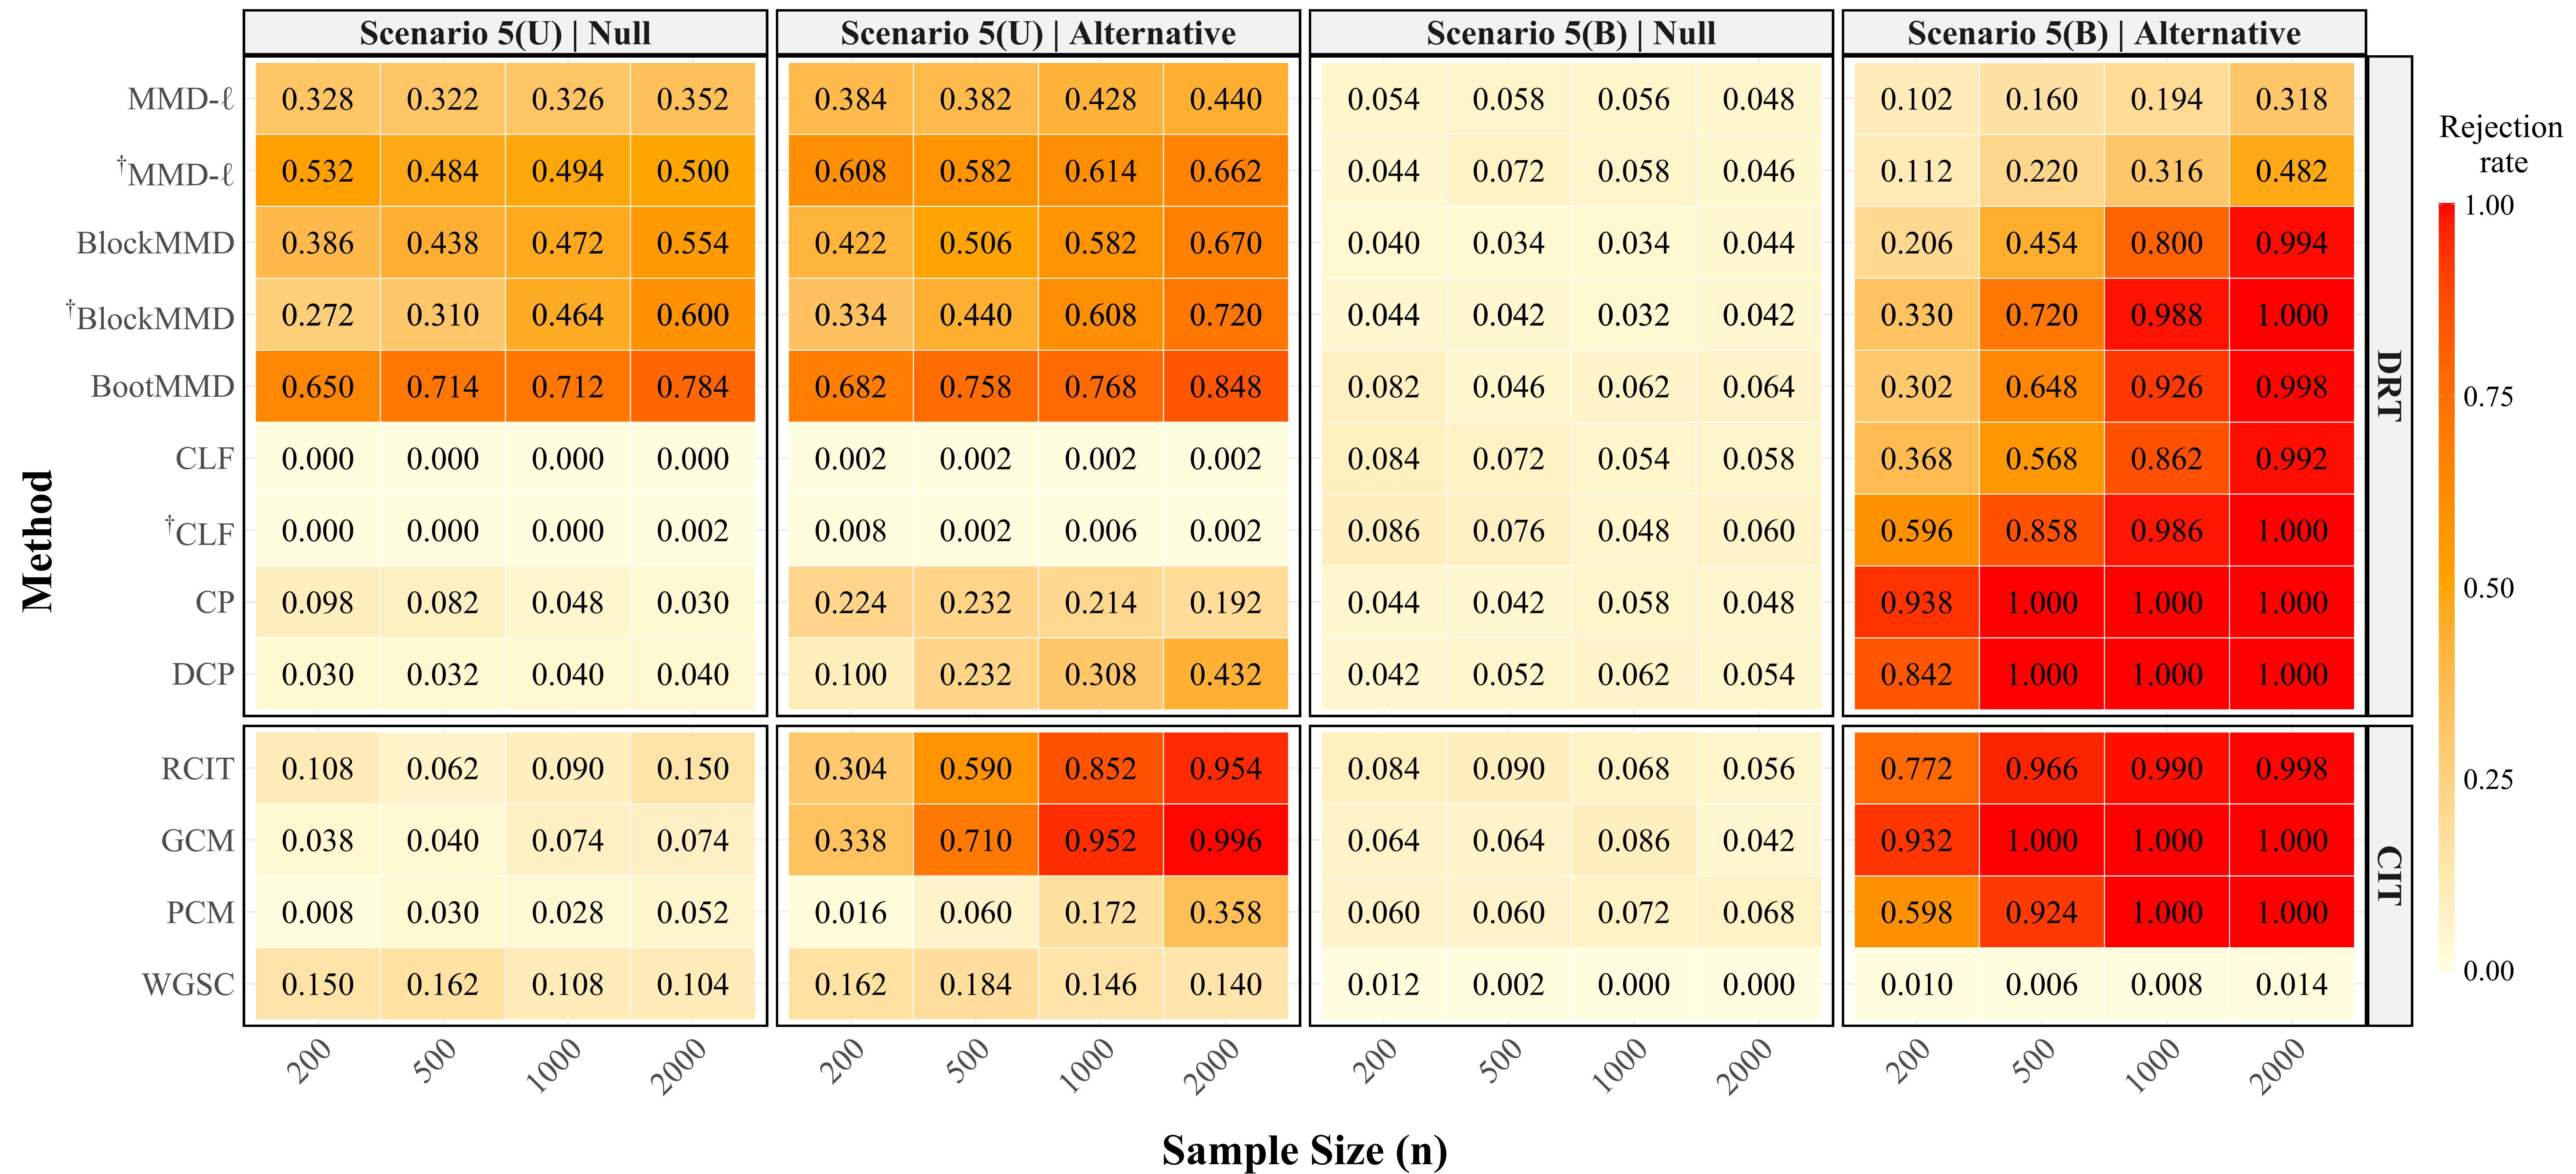 Scenario 5(U) | Null Scenario 5(U) | Alternative Scenario 5(B) | Null Scenario 5(B) | Alternative
MMD-ℓ 0.328 0.322 0.326 0.352 0.384 0.382 0.428 0.440 0.054 0.058 0.056 0.048 0.102 0.160 0.194 0.318
†MMD-ℓ 0.532 0.484 0.494 0.500 0.608 0.582 0.614 0.662 0.044 0.072 0.058 0.046 0.112 0.220 0.316 0.482
BlockMMD 0.386 0.438 0.472 0.554 0.422 0.506 0.582 0.670 0.040 0.034 0.034 0.044 0.206 0.454 0.800 0.994
†BlockMMD 0.272 0.310 0.464 0.600 0.334 0.440 0.608 0.720 0.044 0.042 0.032 0.042 0.330 0.720 0.988 1.000
BootMMD 0.650 0.714 0.712 0.784 0.682 0.758 0.768 0.848 0.082 0.046 0.062 0.064 0.302 0.648 0.926 0.998
CLF 0.000 0.000 0.000 0.000 0.002 0.002 0.002 0.002 0.084 0.072 0.054 0.058 0.368 0.568 0.862 0.992
†CLF 0.000 0.000 0.000 0.002 0.008 0.002 0.006 0.002 0.086 0.076 0.048 0.060 0.596 0.858 0.986 1.000
CP 0.098 0.082 0.048 0.030 0.224 0.232 0.214 0.192 0.044 0.042 0.058 0.048 0.938 1.000 1.000 1.000
DCP 0.030 0.032 0.040 0.040 0.100 0.232 0.308 0.432 0.042 0.052 0.062 0.054 0.842 1.000 1.000 1.000
DRT
RCIT 0.108 0.062 0.090 0.150 0.304 0.590 0.852 0.954 0.084 0.090 0.068 0.056 0.772 0.966 0.990 0.998
GCM 0.038 0.040 0.074 0.074 0.338 0.710 0.952 0.996 0.064 0.064 0.086 0.042 0.932 1.000 1.000 1.000
PCM 0.008 0.030 0.028 0.052 0.016 0.060 0.172 0.358 0.060 0.060 0.072 0.068 0.598 0.924 1.000 1.000
WGSC 0.150 0.162 0.108 0.104 0.162 0.184 0.146 0.140 0.012 0.002 0.000 0.000 0.010 0.006 0.008 0.014
CIT
200 500 1000 2000 200 500 1000 2000 200 500 1000 2000 200 500 1000 2000
Sample Size (n)
Method
Rejection
rate
1.00
0.75
0.50
0.25
0.00